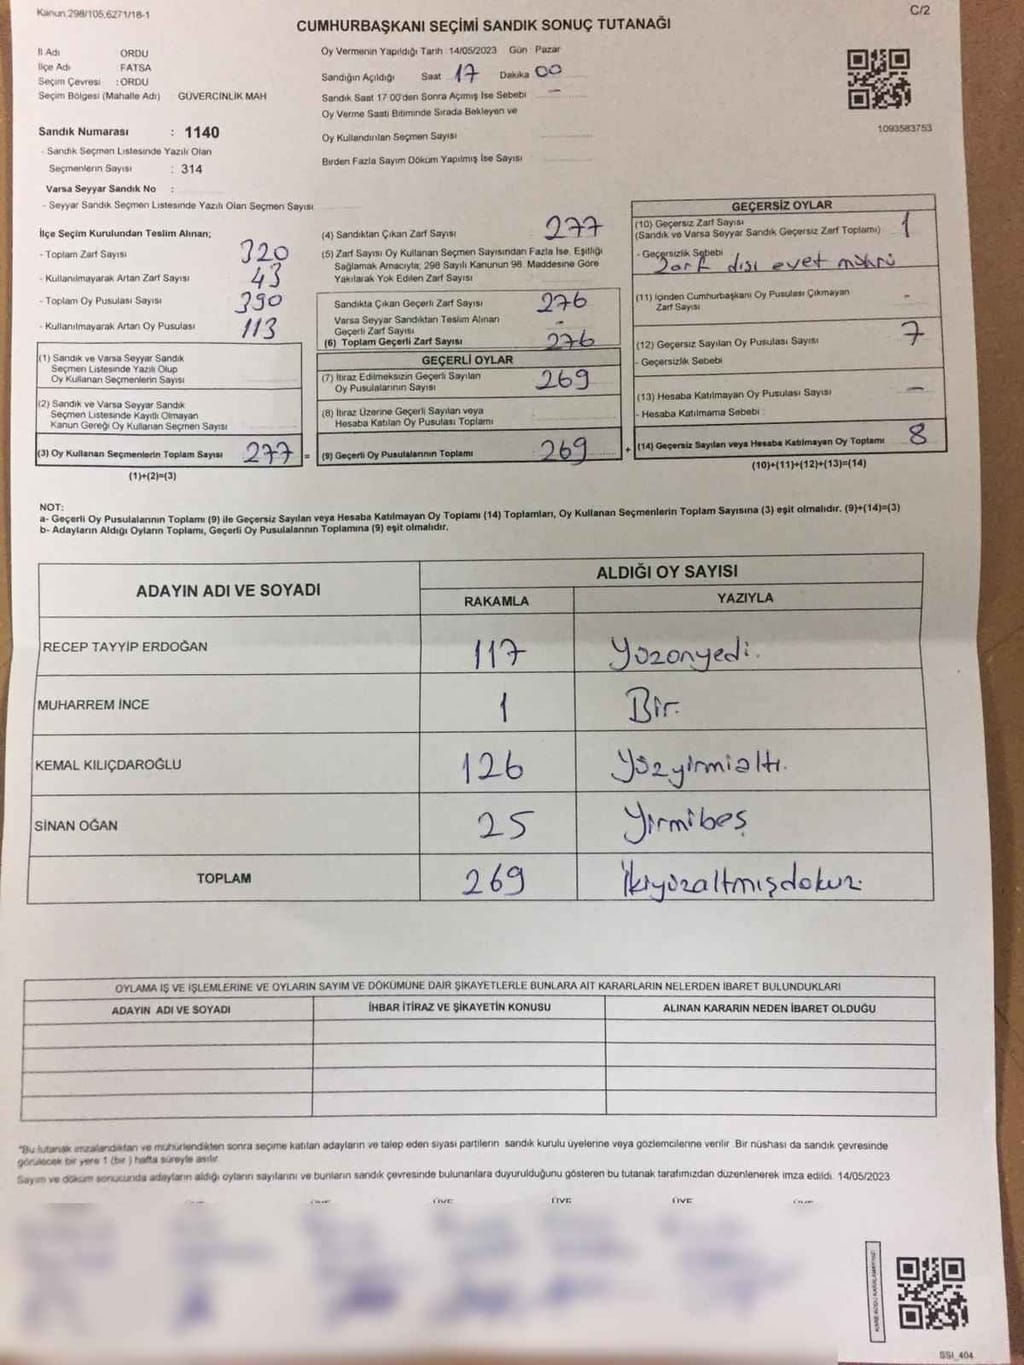 Kanun,298/105,6271/18-1
C/2
CUMHURBAŞKANI SEÇİMİ SANDIK SONUÇ TUTANAĞI
İl Adı ORDU
İlçe Adı FATSA
Seçim Çevresi : ORDU
Seçim Bölgesi (Mahalle Adı) GÜVERCİNLİK MAH
Sandık Numarası : 1140
- Sandık Seçmen Listesinde Yazılı Olan
Seçmenlerin Sayısı : 314
Varsa Seyyar Sandık No :
- Seyyar Sandık Seçmen Listesinde Yazılı Olan Seçmen Sayısı
Oy Vermenin Yapıldığı Tarih 14/05/2023 Gün : Pazar
Sandığın Açıldığı Saat 17 Dakika 00
Sandık Saat 17 00'den Sonra Açımış İse Sebebi -
Oy Verme Saati Bitiminde Sırada Bekleyen ve
Oy Kullandırılan Seçmen Sayısı
Birden Fazla Sayım Döküm Yapılmış İse Sayısı
1093583753
İlçe Seçim Kurulundan Teslim Alınan;
- Toplam Zarf Sayısı 320
- Kullanılmayarak Artan Zarf Sayısı 43
- Toplam Oy Pusulası Sayısı 390
- Kullanılmayarak Artan Oy Pusulası 113
(1) Sandık ve Varsa Seyyar Sandık
Seçmen Listesinde Yazılı Olup
Oy Kullanan Seçmenlerin Sayısı
(2) Sandık ve Varsa Seyyar Sandık
Seçmen Listesinde Kayıtlı Olmayan
Kanun Gereği Oy Kullanan Seçmen Sayısı
(3) Oy Kullanan Seçmenlerin Toplam Sayısı 277 =
(1)+(2)=(3)
(4) Sandıktan Çıkan Zarf Sayısı 277
(5) Zarf Sayısı Oy Kullanan Seçmen Sayısından Fazla İse, Eşitliği
Sağlamak Amacıyla; 298 Sayılı Kanunun 98. Maddesine Göre
Yakılarak Yok Edilen Zarf Sayısı
Sandıkta Çıkan Geçerli Zarf Sayısı 276
Varsa Seyyar Sandıktan Teslim Alınan
Geçerli Zarf Sayısı -
(6) Toplam Geçerli Zarf Sayısı 276
GEÇERLİ OYLAR
(7) İtiraz Edilmeksizin Geçerli Sayılan
Oy Pusulalarının Sayısı 269
(8) İtiraz Üzerine Geçerli Sayılan veya
Hesaba Katılan Oy Pusulası Toplamı
(9) Geçerli Oy Pusulalarının Toplamı 269 +
GEÇERSİZ OYLAR
(10) Geçersiz Zarf Sayısı
(Sandık ve Varsa Seyyar Sandık Geçersiz Zarf Toplamı) 1
- Geçersizlik Sebebi
Zarf dışı evet mührü
(11) İçinden Cumhurbaşkanı Oy Pusulası Çıkmayan
Zarf Sayısı -
(12) Geçersiz Sayılan Oy Pusulası Sayısı 7
- Geçersizlik Sebebi
(13) Hesaba Katılmayan Oy Pusulası Sayısı -
- Hesaba Katılmama Sebebi :
(14) Geçersiz Sayılan veya Hesaba Katılmayan Oy Toplamı 8
(10)+(11)+(12)+(13)=(14)
NOT:
a- Geçerli Oy Pusulalarının Toplamı (9) ile Geçersiz Sayılan veya Hesaba Katılmayan Oy Toplamı (14) Toplamları, Oy Kullanan Seçmenlerin Toplam Sayısına (3) eşit olmalıdır. (9)+(14)=(3)
b- Adayların Aldığı Oyların Toplamı, Geçerli Oy Pusulalarının Toplamına (9) eşit olmalıdır.
ADAYIN ADI VE SOYADI
ALDIĞI OY SAYISI
RAKAMLA YAZIYLA
RECEP TAYYİP ERDOĞAN 117 Yüzonyedi.
MUHARREM İNCE 1 Bir.
KEMAL KILIÇDAROĞLU 126 Yüzyirmialtı.
SİNAN OĞAN 25 Yirmibeş
TOPLAM 269 İkiyüzaltmışdokuz.
OYLAMA İŞ VE İŞLEMLERİNE VE OYLARIN SAYIM VE DÖKÜMÜNE DAİR ŞİKAYETLERLE BUNLARA AİT KARARLARIN NELERDEN İBARET BULUNDUKLARI
ADAYIN ADI VE SOYADI İHBAR İTİRAZ VE ŞİKAYETİN KONUSU ALINAN KARARIN NEDEN İBARET OLDUĞU
"Bu tutanak imzalandıktan ve mühürlendikten sonra seçime katılan adayların ve talep eden siyasi partilerin sandık kurulu üyelerine veya gözlemcilerine verilir. Bir nüshası da sandık çevresinde
görülecek bir yere 1 (bir) hafta süreyle asılır.
Sayım ve döküm sonucunda adayların aldığı oyların sayılarını ve bunların sandık çevresinde bulunanlara duyurulduğunu gösteren bu tutanak tarafımızdan düzenlenerek imza edildi. 14/05/2023
ÜYE ÜYE ÜYE
SSI_404